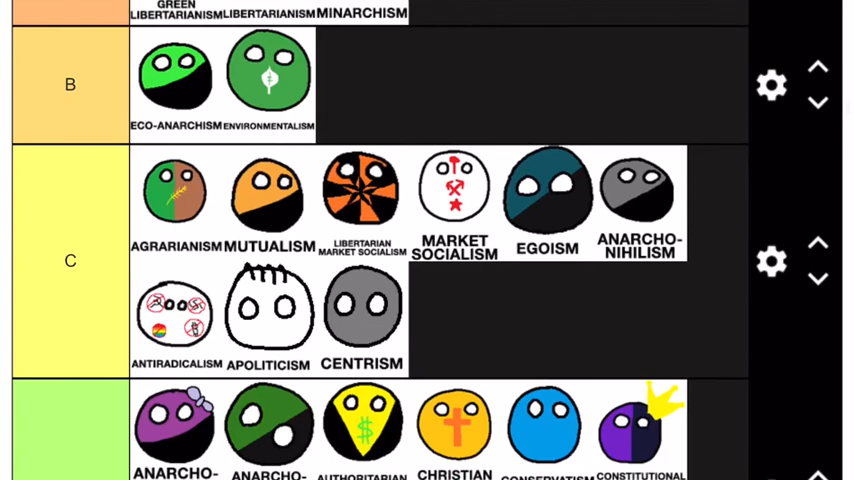 GREEN
LIBERTARIANISM
LIBERTARIANISM
MINARCHISM
B
ECO-ANARCHISM
ENVIRONMENTALISM
C
AGRARIANISM
MUTUALISM
LIBERTARIAN
MARKET SOCIALISM
MARKET
SOCIALISM
EGOISM
ANARCHO-
NIHILISM
ANTIRADICALISM
APOLITICISM
CENTRISM
ANARCHO-
ANARCHO-
AUTHORITARIAN
CHRISTIAN
CONSERVATISM
CONSTITUTIONAL